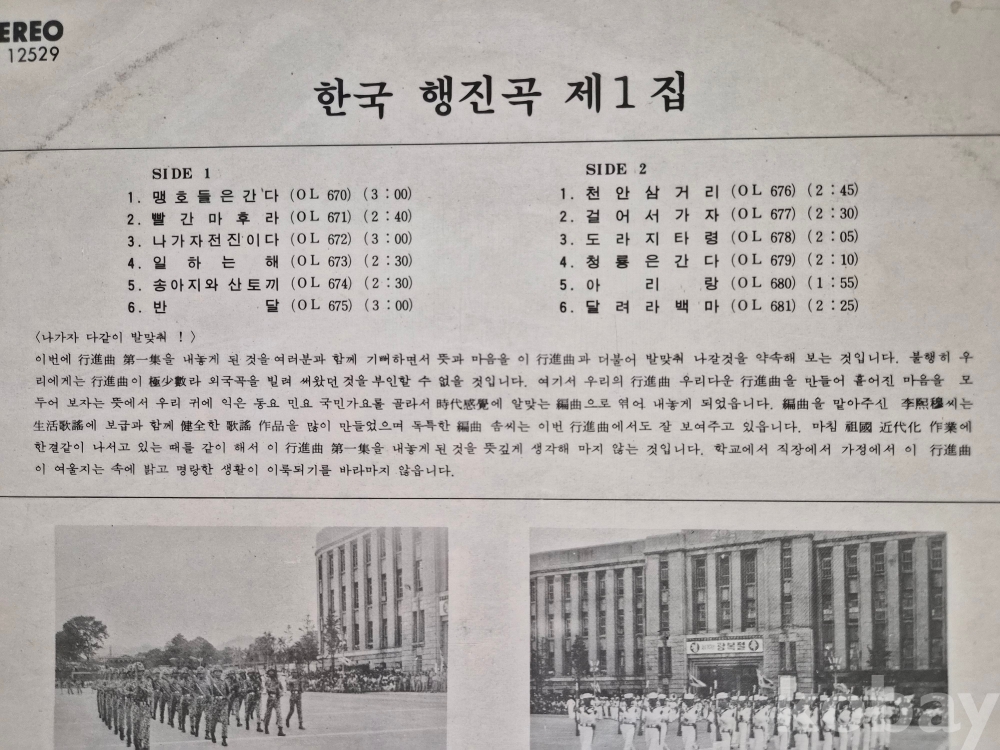 EREO
12529
한국 행진곡 제1집
SIDE 1
1. 맹호들은간다 (OL 670) (3:00)
2. 빨간마후라 (OL 671) (2:40)
3. 나가자전진이다 (OL 672) (3:00)
4. 일하는해 (OL 673) (2:30)
5. 송아지와 산토끼 (OL 674) (2:30)
6. 반달 (OL 675) (3:00)
SIDE 2
1. 천안삼거리 (OL 676) (2:45)
2. 걸어서가자 (OL 677) (2:30)
3. 도라지타령 (OL 678) (2:05)
4. 청룡은간다 (OL 679) (2:10)
5. 아리랑 (OL 680) (1:55)
6. 달려라백마 (OL 681) (2:25)
〈나가자 다같이 발맞춰 !〉
이번에 行進曲 第一集을 내놓게 된 것을 여러분과 함께 기뻐하면서 뜻과 마음을 이 行進曲과 더불어 발맞춰 나갈것을 약속해 보는 것입니다. 불행히 우
리에게는 行進曲이 極少數라 외국곡을 빌려 써왔던 것을 부인할 수 없을 것입니다. 여기서 우리의 行進曲 우리다운 行進曲을 만들어 흩어진 마음을 모
두어 보자는 뜻에서 우리 귀에 익은 동요 민요 국민가요를 골라서 時代感覺에 알맞는 編曲으로 엮어 내놓게 되었읍니다. 編曲을 맡아주신 李熙穆씨는
生活歌謠에 보급과 함께 健全한 歌謠 作品을 많이 만들었으며 독특한 編曲 솜씨는 이번 行進曲에서도 잘 보여주고 있읍니다. 마침 祖國 近代化 作業에
한결같이 나서고 있는 때를 같이 해서 이 行進曲 第一集을 내놓게 된 것을 뜻깊게 생각해 마지 않는 것입니다. 학교에서 직장에서 가정에서 이 行進曲
이 여울지는 속에 밝고 명랑한 생활이 이룩되기를 바라마지 않읍니다.
광복절
kobay